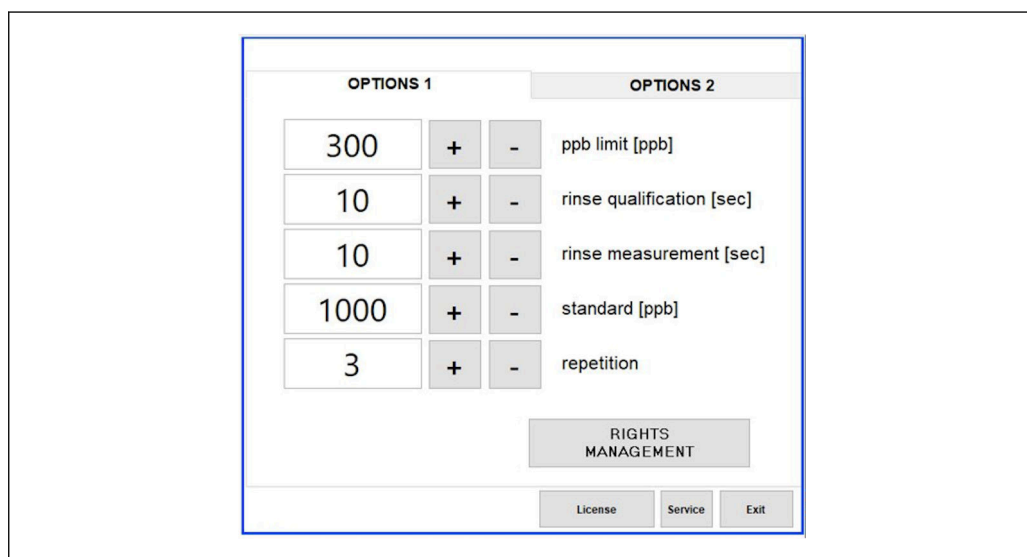 OPTIONS 1 OPTIONS 2
300 + - ppb limit [ppb]
10 + - rinse qualification [sec]
10 + - rinse measurement [sec]
1000 + - standard [ppb]
3 + - repetition
RIGHTS
MANAGEMENT
License Service Exit